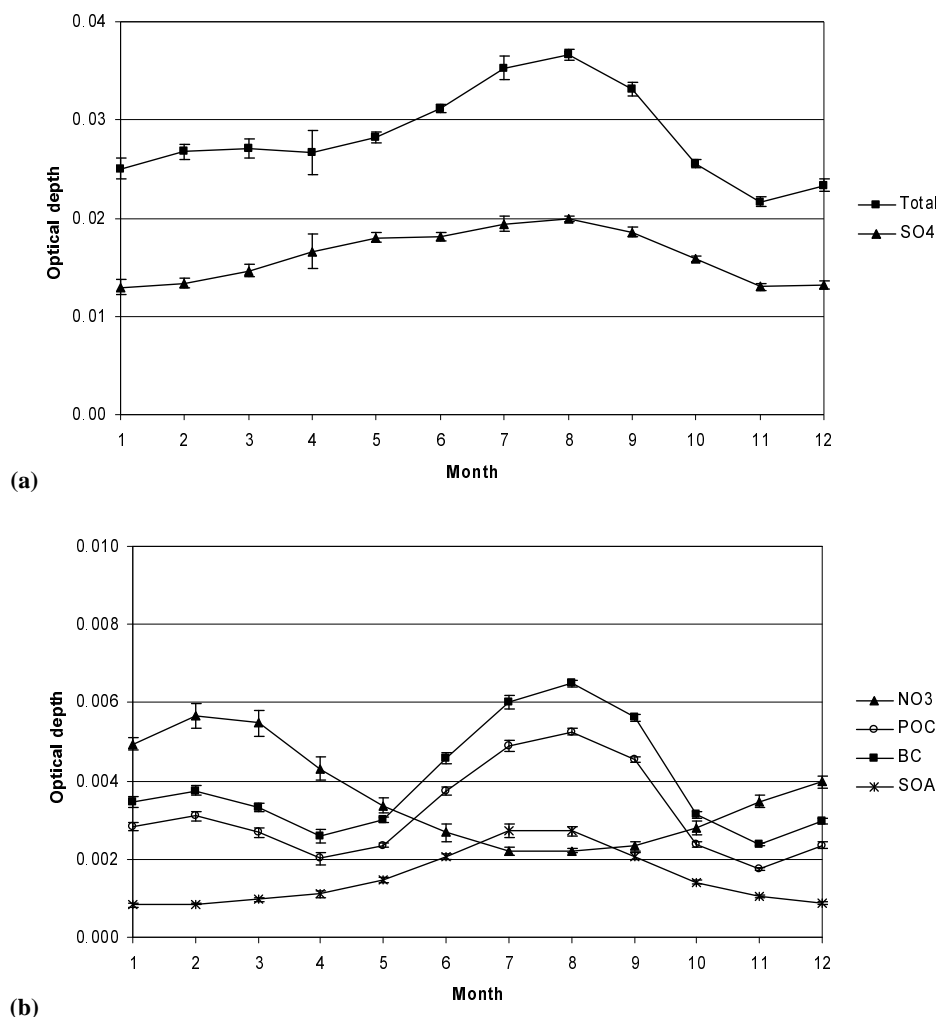 0.04
0.03
0.02
0.01
0.00
Optical depth
1 2 3 4 5 6 7 8 9 10 11 12
Month
Total
SO4
(a)
0.010
0.008
0.006
0.004
0.002
0.000
Optical depth
1 2 3 4 5 6 7 8 9 10 11 12
Month
NO3
POC
BC
SOA
(b)